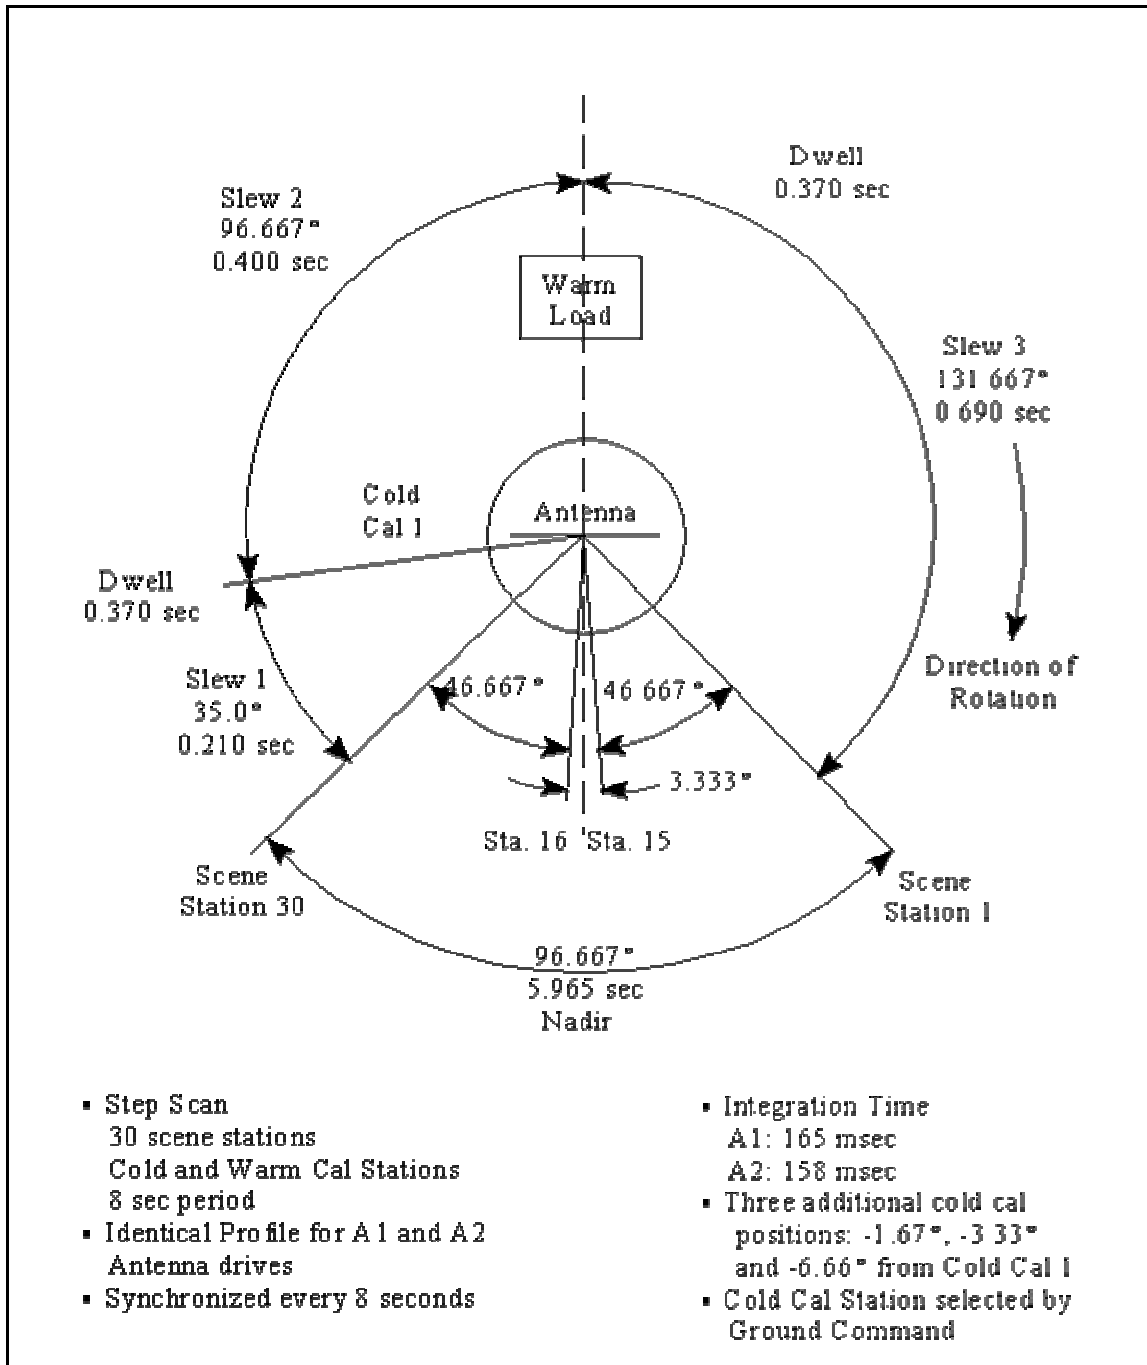 Dwell
0.370 sec
Slew 2
96.667°
0.400 sec
Warm
Load
Slew 3
131 667°
0 690 sec
Cold
Cal 1
Antenna
Dwell
0.370 sec
Direction of
Rotation
Slew 1
35.0°
0.210 sec
46.667°
46 667°
3.333°
Sta. 16
Sta. 15
Scene
Station 30
Scene
Station 1
96.667°
5.965 sec
Nadir
▪ Step Scan
30 scene stations
Cold and Warm Cal Stations
8 sec period
▪ Identical Profile for A1 and A2
Antenna drives
▪ Synchronized every 8 seconds
▪ Integration Time
A1: 165 msec
A2: 158 msec
▪ Three additional cold cal
positions: -1.67°, -3 33°
and -6.66° from Cold Cal 1
▪ Cold Cal Station selected by
Ground Command